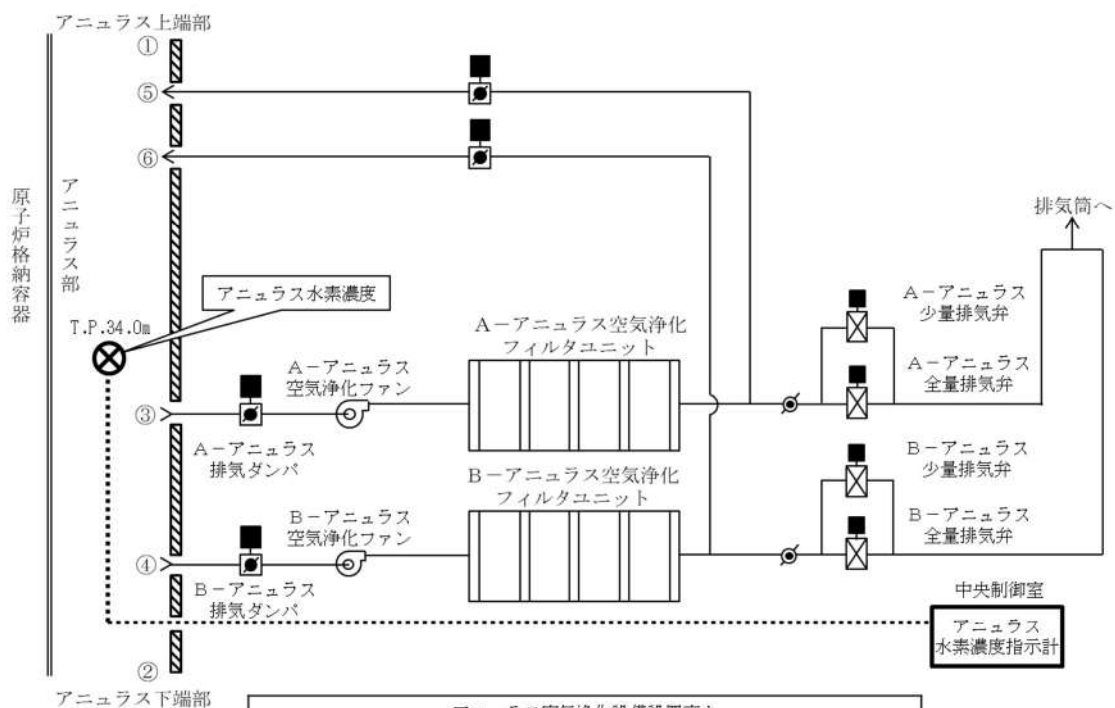 アニュラス上端部
①
⑤
⑥
原子炉格納容器
アニュラス部
排気筒へ
アニュラス水素濃度
T.P.34.0m
A－アニュラス
少量排気弁
A－アニュラス空気浄化
フィルタユニット
A－アニュラス
空気浄化ファン
A－アニュラス
全量排気弁
③
A－アニュラス
排気ダンパ
B－アニュラス
少量排気弁
B－アニュラス空気浄化
フィルタユニット
B－アニュラス
空気浄化ファン
B－アニュラス
全量排気弁
④
B－アニュラス
排気ダンパ
中央制御室
アニュラス
水素濃度指示計
②
アニュラス下端部